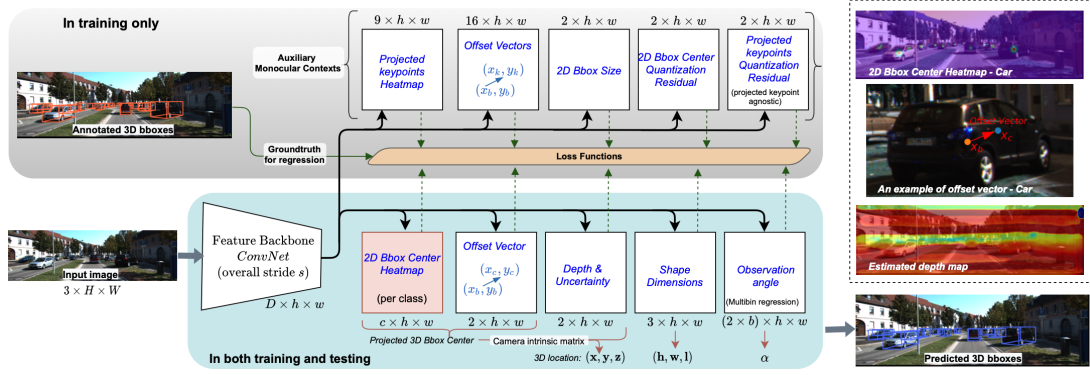 In training only
Auxiliary
Monocular Contexts
9 × h × w
16 × h × w
2 × h × w
2 × h × w
2 × h × w
Projected
keypoints
Heatmap
Offset Vectors
(x_k, y_k)
(x_b, y_b)
2D Bbox Size
2D Bbox Center
Quantization
Residual
Projected
keypoints
Quantization
Residual
(projected keypoint
agnostic)
Annotated 3D bboxes
Groundtruth
for regression
Loss Functions
Input image
3 × H × W
Feature Backbone
ConvNet
(overall stride s)
D × h × w
2D Bbox Center
Heatmap
(per class)
Offset Vector
(x_c, y_c)
(x_b, y_b)
Depth &
Uncertainty
Shape
Dimensions
Observation
angle
(Multibin regression)
c × h × w
2 × h × w
2 × h × w
3 × h × w
(2 × b) × h × w
Projected 3D Bbox Center
Camera intrinsic matrix
3D location: (x, y, z)
(h, w, l)
α
In both training and testing
2D Bbox Center Heatmap - Car
Offset Vector
X_c
X_b
An example of offset vector - Car
Estimated depth map
Predicted 3D bboxes